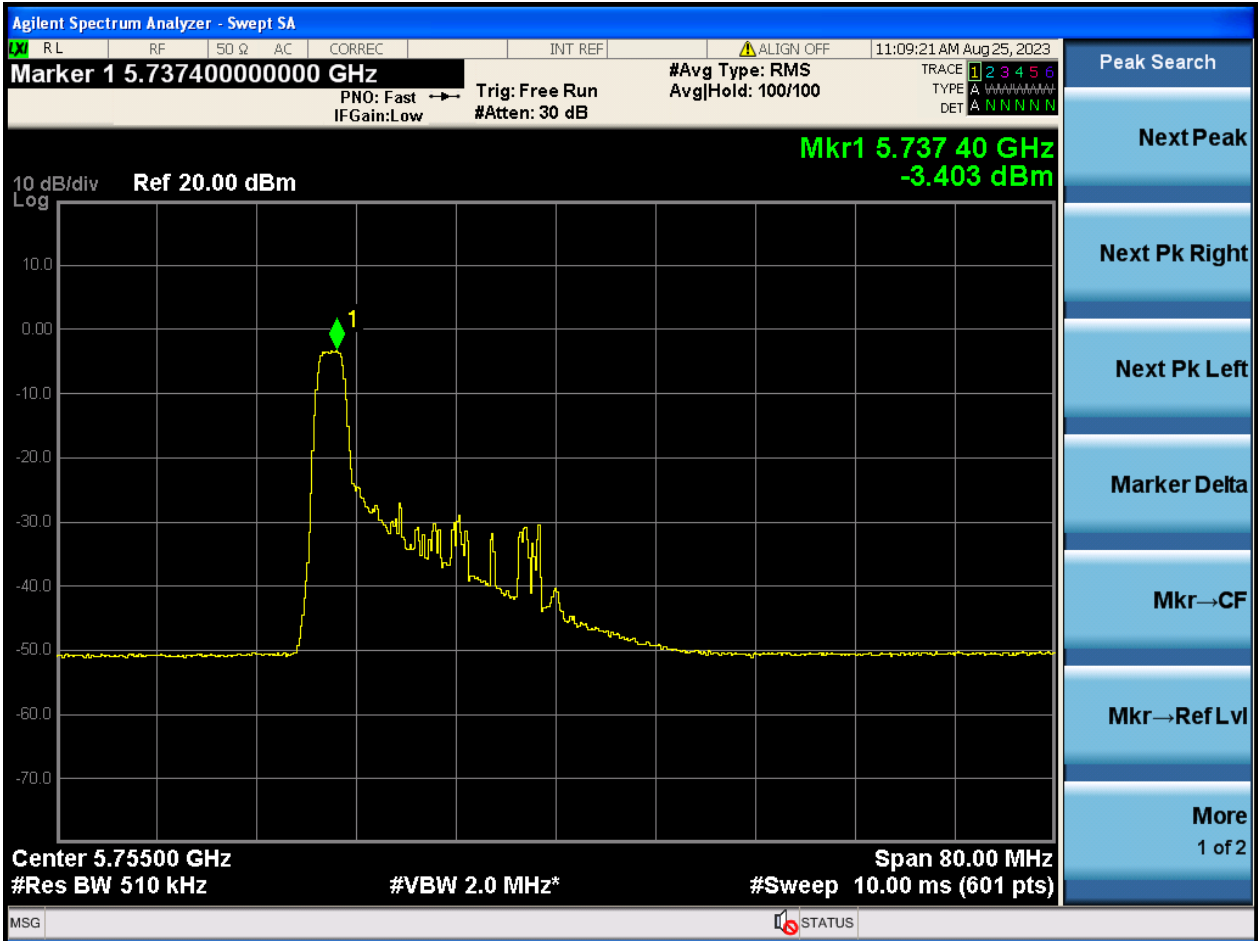 Agilent Spectrum Analyzer - Swept SA
LXI RL RF 50 Ω AC CORREC INT REF ALIGN OFF 11:09:21 AM Aug 25, 2023
Marker 1 5.737400000000 GHz
PNO: Fast
IFGain:Low
Trig: Free Run
#Atten: 30 dB
#Avg Type: RMS
Avg|Hold: 100/100
TRACE 1 2 3 4 5 6
TYPE A WWWWW
DET A N N N N N
Mkr1 5.737 40 GHz
-3.403 dBm
10 dB/div Ref 20.00 dBm
Log
10.0
0.00
-10.0
-20.0
-30.0
-40.0
-50.0
-60.0
-70.0
1
Center 5.75500 GHz Span 80.00 MHz
#Res BW 510 kHz #VBW 2.0 MHz* #Sweep 10.00 ms (601 pts)
MSG STATUS
Peak Search
Next Peak
Next Pk Right
Next Pk Left
Marker Delta
Mkr→CF
Mkr→Ref Lvl
More
1 of 2